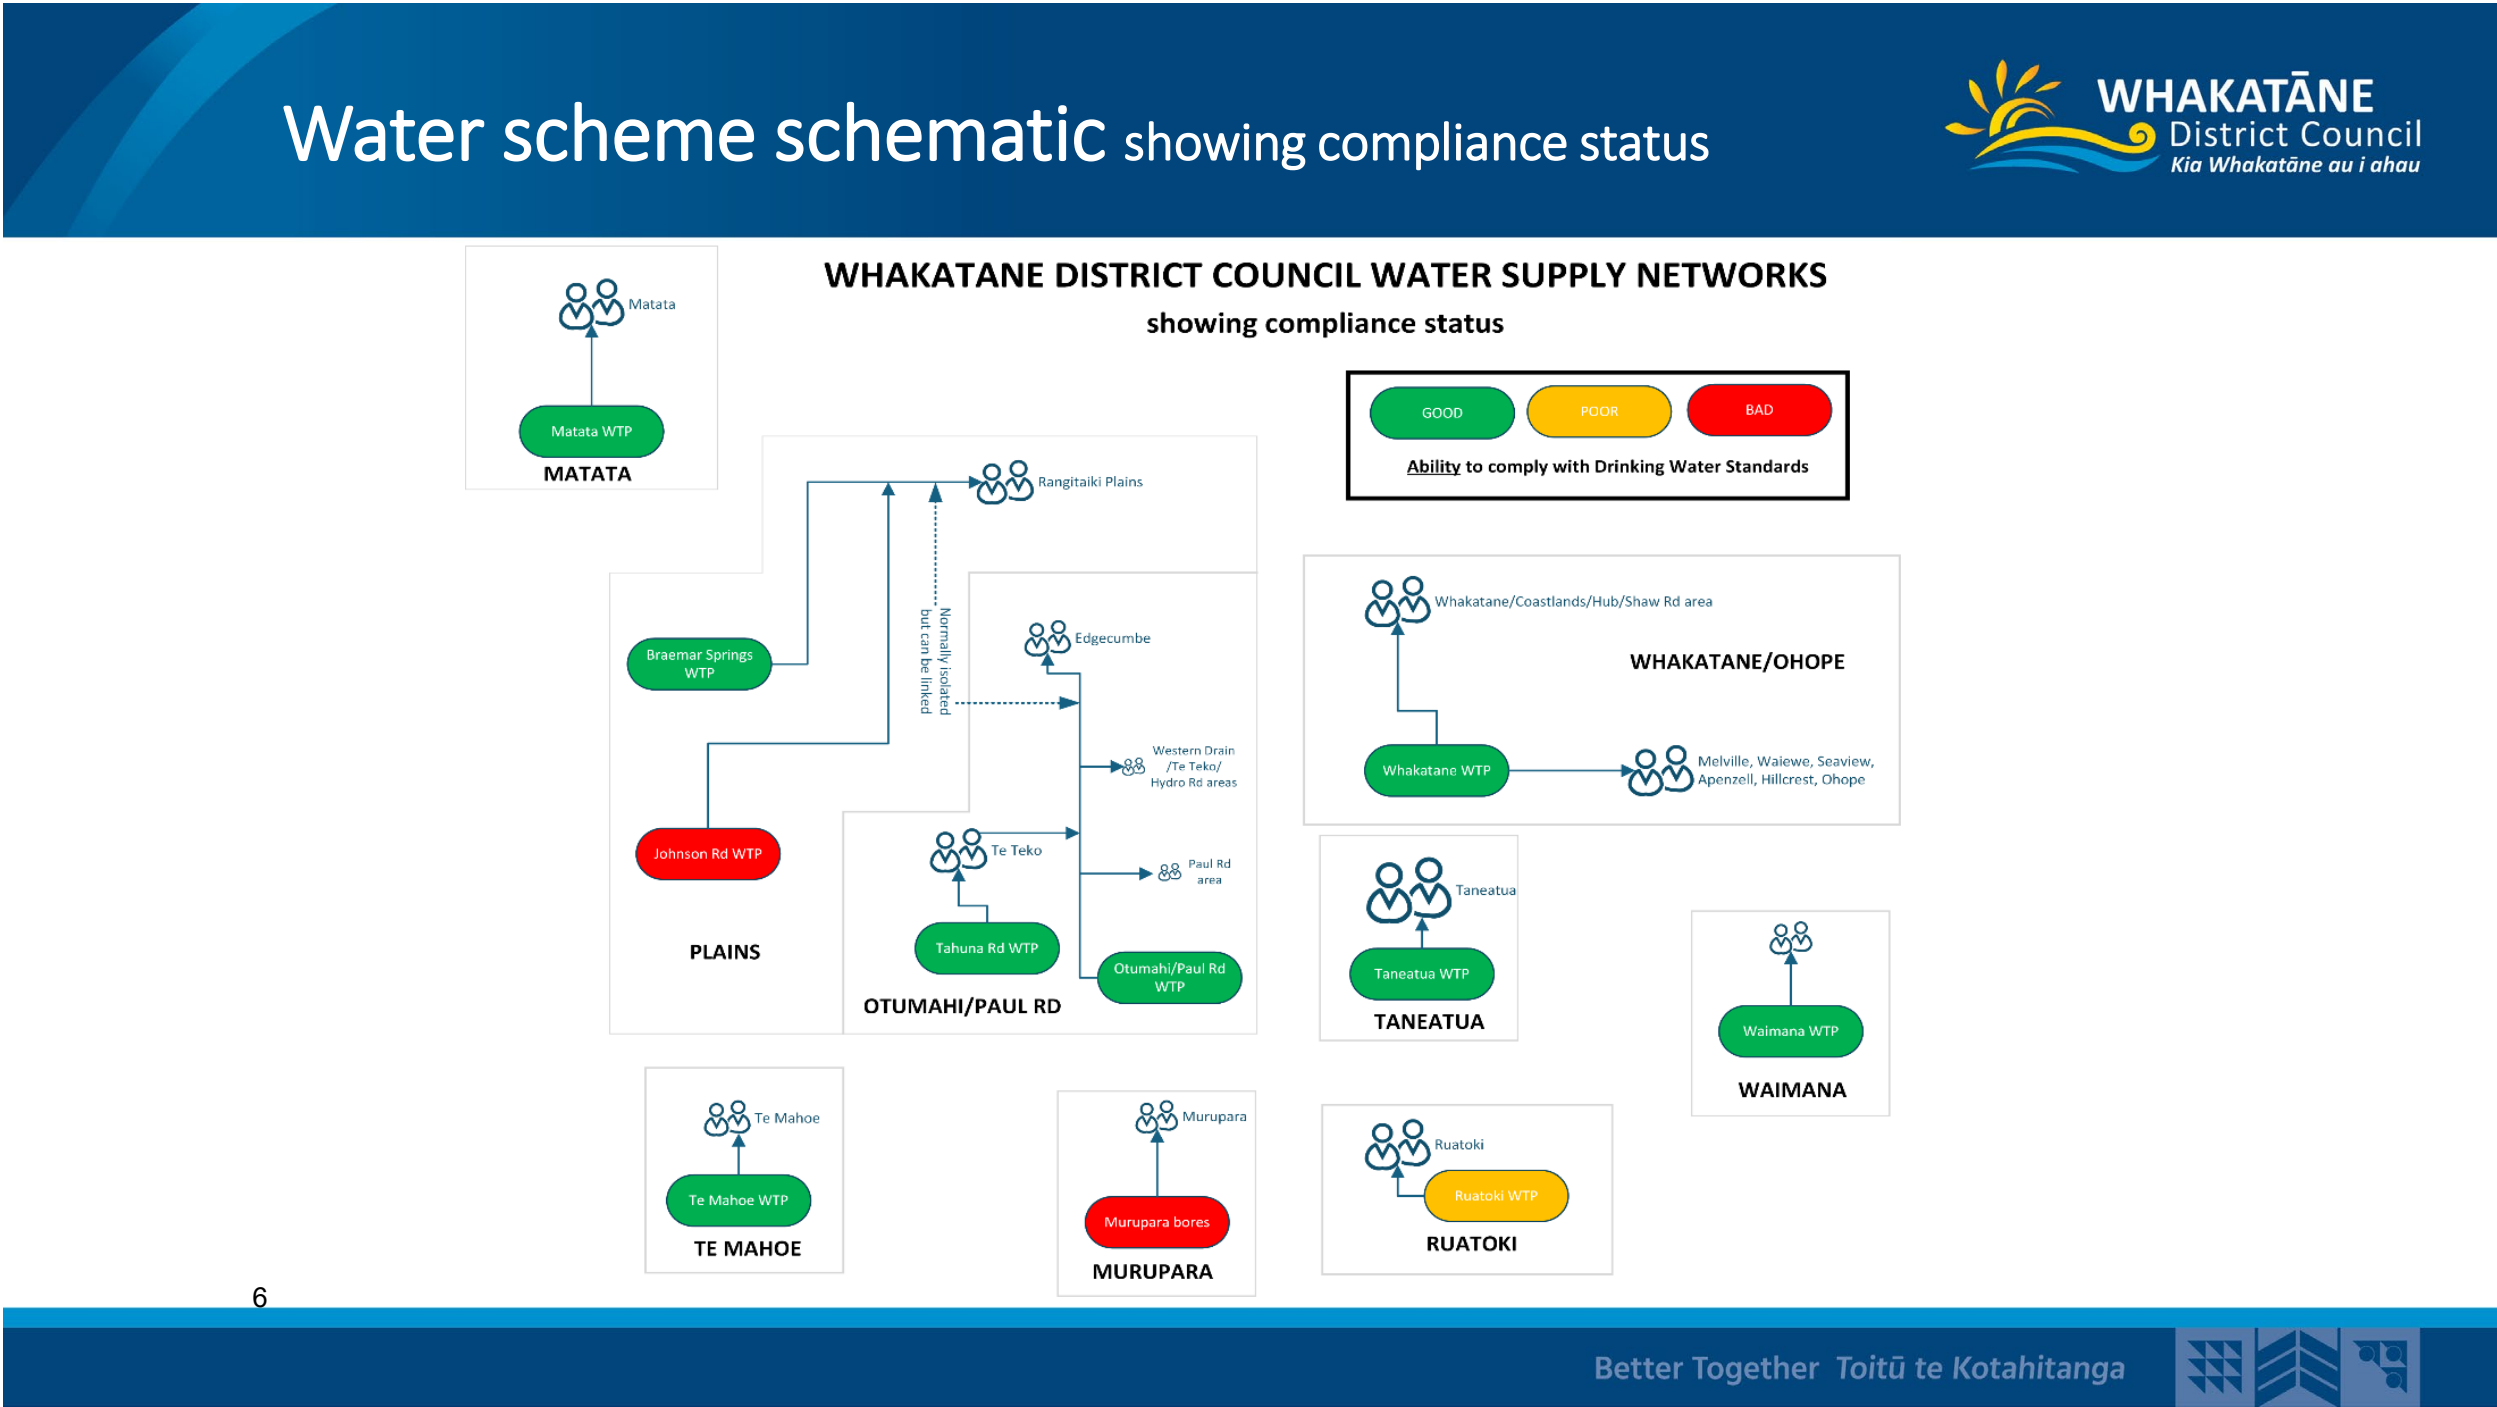 Water scheme schematic showing compliance status
WHAKATĀNE
District Council
Kia Whakatāne au i ahau
WHAKATANE DISTRICT COUNCIL WATER SUPPLY NETWORKS
showing compliance status
GOOD
POOR
BAD
Ability to comply with Drinking Water Standards
Matata
Matata WTP
MATATA
Rangitaiki Plains
Normally isolated
but can be linked
Braemar Springs
WTP
Johnson Rd WTP
PLAINS
Edgecumbe
Western Drain
/Te Teko/
Hydro Rd areas
Te Teko
Paul Rd
area
Tahuna Rd WTP
Otumahi/Paul Rd
WTP
OTUMAHI/PAUL RD
Whakatane/Coastlands/Hub/Shaw Rd area
WHAKATANE/OHOPE
Whakatane WTP
Melville, Waiewe, Seaview,
Apenzell, Hillcrest, Ohope
Taneatua
Taneatua WTP
TANEATUA
Waimana WTP
WAIMANA
Te Mahoe
Te Mahoe WTP
TE MAHOE
Murupara
Murupara bores
MURUPARA
Ruatoki
Ruatoki WTP
RUATOKI
6
Better Together Toitū te Kotahitanga